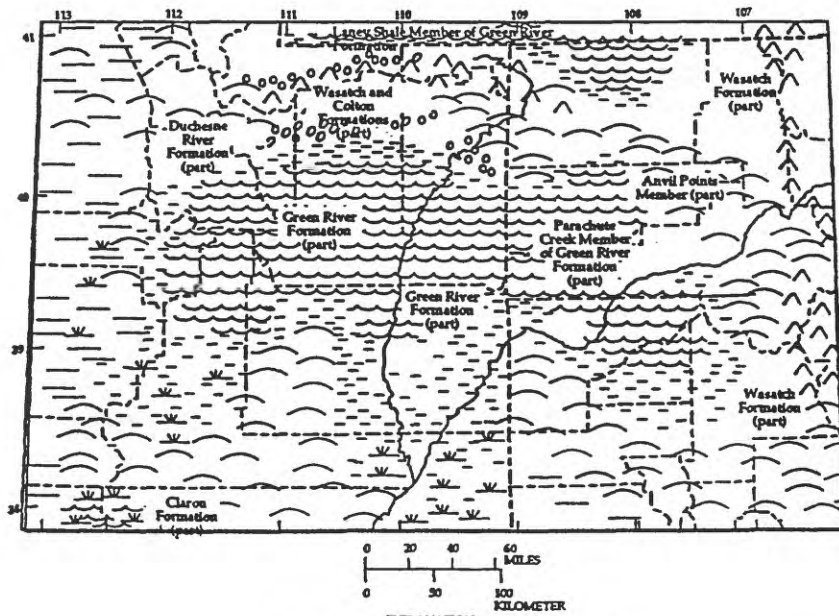 113 112 111 110 109 108 107
Laney Shale Member of Green River
Formation
41
Wasatch and
Colton
Formations
(part)
Wasatch
Formation
(part)
Duchesne
River
Formation
(part)
Anvil Points
Member (part)
40
Green River
Formation
(part)
Parachute
Creek Member
of Green River
Formation
(part)
Green River
Formation
(part)
39
Wasatch
Formation
(part)
Claron
Formation
(part)
0 20 40 60
MILES
0 50 100
KILOMETER